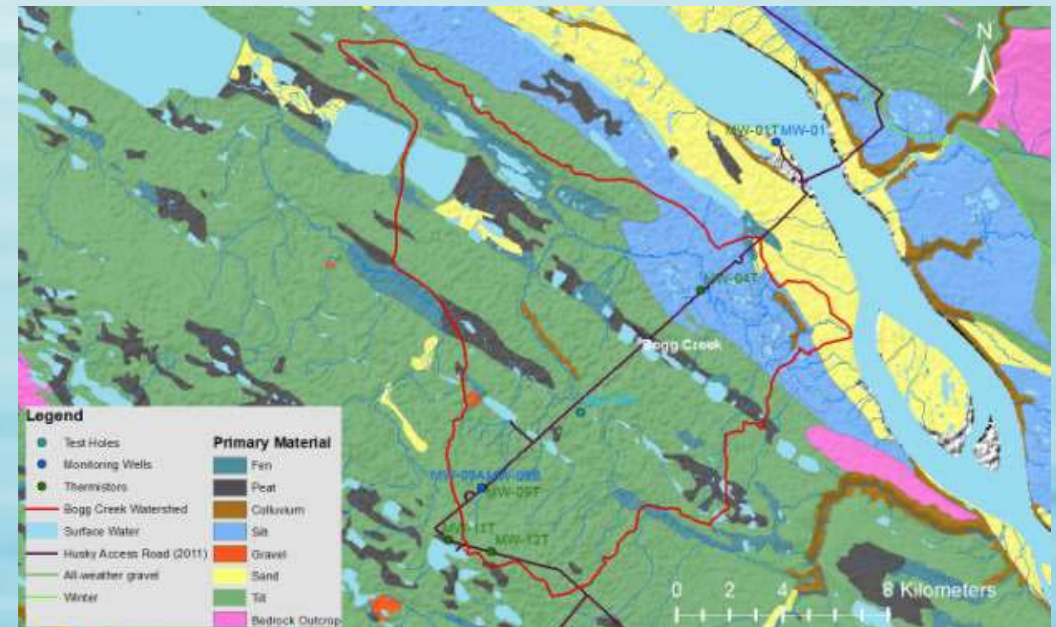 N
MW-01T MW-01
MW-04T
Bogg Creek
MW-09T
MW-11T
MW-12T
Legend
Test Holes
Monitoring Wells
Thermistors
Bogg Creek Watershed
Surface Water
Husky Access Road (2011)
All-weather gravel
Winter
Primary Material
Fen
Peat
Colluvium
Silt
Gravel
Sand
Till
Bedrock Outcrop
0 2 4 8 Kilometers